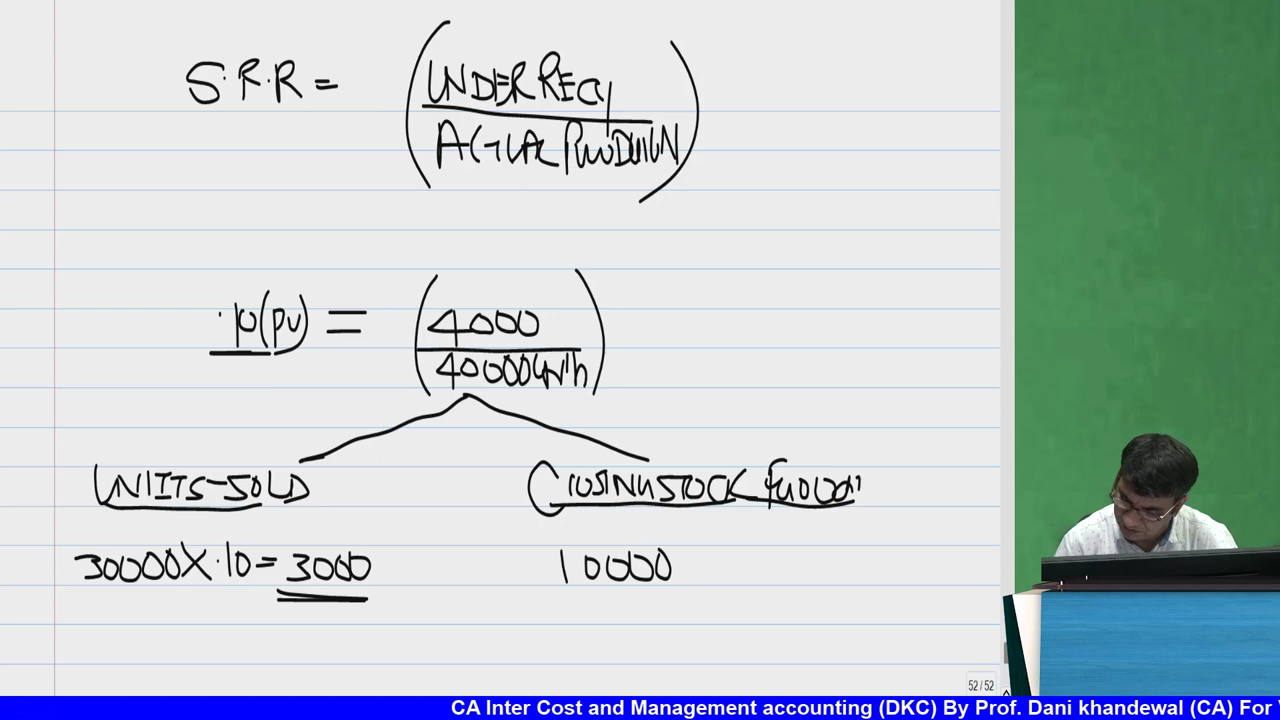 S.R.R = (UNDER RECY
ACTUAL PRODUCTION)
.10(PU) = (4000
40000 units)
UNITS-SOLD
CLOSING STOCK
30000X.10=3000
10000
52/52
CA Inter Cost and Management accounting (DKC) By Prof. Dani khandewal (CA) For